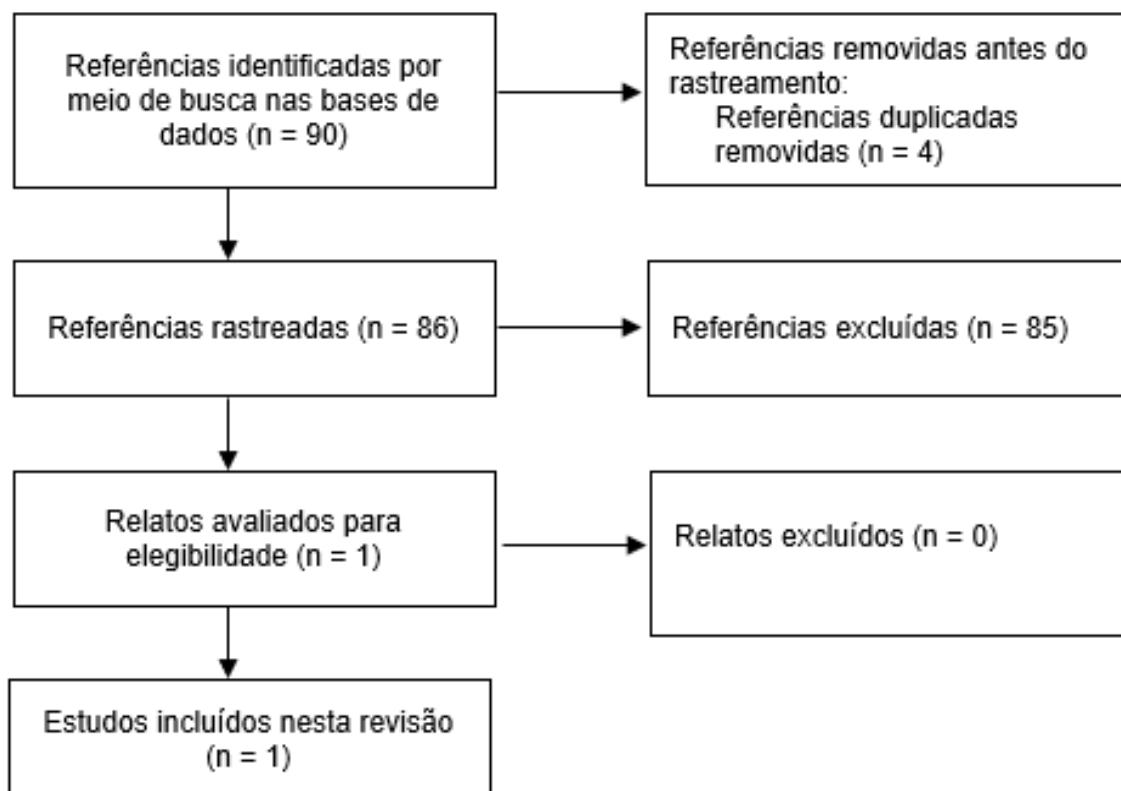 Referências identificadas por
meio de busca nas bases de
dados (n = 90)
Referências removidas antes do
rastreamento:
Referências duplicadas
removidas (n = 4)
Referências rastreadas (n = 86)
Referências excluídas (n = 85)
Relatos avaliados para
elegibilidade (n = 1)
Relatos excluídos (n = 0)
Estudos incluídos nesta revisão
(n = 1)